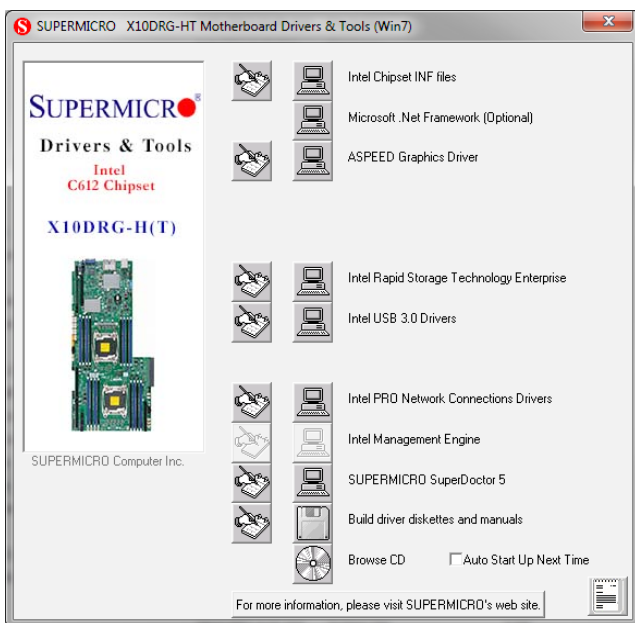 SUPERMICRO X10DRG-HT Motherboard Drivers & Tools (Win7)
SUPERMICRO®
Drivers & Tools
Intel
C612 Chipset
X10DRG-H(T)
SUPERMICRO Computer Inc.
Intel Chipset INF files
Microsoft .Net Framework (Optional)
ASPEED Graphics Driver
Intel Rapid Storage Technology Enterprise
Intel USB 3.0 Drivers
Intel PRO Network Connections Drivers
Intel Management Engine
SUPERMICRO SuperDoctor 5
Build driver diskettes and manuals
Browse CD
Auto Start Up Next Time
For more information, please visit SUPERMICRO's web site.